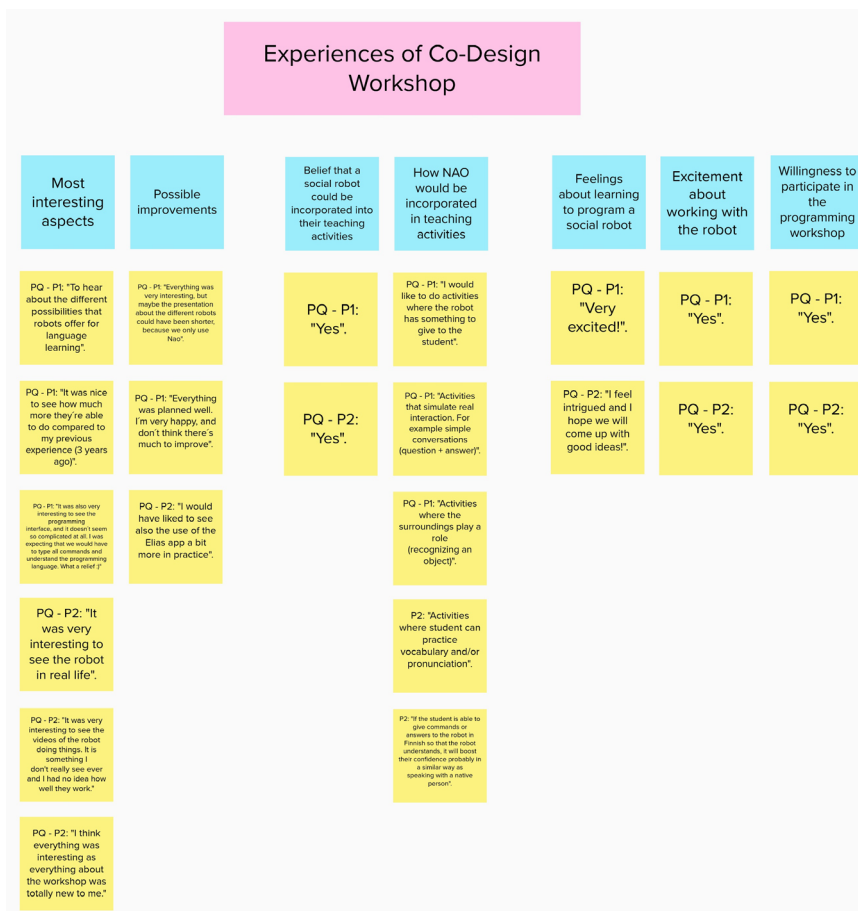 Experiences of Co-Design
Workshop
Most
interesting
aspects
PQ - P1: "To hear
about the different
possibilities that
robots offer for
language
learning".
PQ - P1: "It was nice
to see how much
more they´re able
to do compared to
my previous
experience (3 years
ago)".
PQ - P1: "It was also very
interesting to see the
programming
interface, and it doesn´t seem
so complicated at all. I was
expecting that we would have
to type all commands and
understand the programming
language. What a relief :)"
PQ - P2: "It
was very
interesting to
see the robot
in real life".
PQ - P2: "It was very
interesting to see the
videos of the robot
doing things. It is
something I
don't really see ever
and I had no idea how
well they work."
PQ - P2: "I think
everything was
interesting as
everything about
the workshop was
totally new to me."
Possible
improvements
PQ - P1: "Everything was
very interesting, but
maybe the presentation
about the different robots
could have been shorter,
because we only use
Nao".
PQ - P1: "Everything
was planned well.
I´m very happy, and
don´t think there´s
much to improve".
PQ - P2: "I would
have liked to see
also the use of the
Elias app a bit
more in practice".
Belief that a
social robot
could be
incorporated into
their teaching
activities
PQ - P1:
"Yes".
PQ - P2:
"Yes".
How NAO
would be
incorporated
in teaching
activities
PQ - P1: "I would
like to do activities
where the robot
has something to
give to the
student".
PQ - P1: "Activities
that simulate real
interaction. For
example simple
conversations
(question + answer)".
PQ - P1: "Activities
where the
surroundings play a
role
(recognizing an
object)".
P2: "Activities
where student can
practice
vocabulary and/or
pronunciation".
P2: "If the student is able to
give commands or
answers to the robot in
Finnish so that the robot
understands, it will boost
their confidence probably in
a similar way as
speaking with a native
person".
Feelings
about learning
to program a
social robot
PQ - P1:
"Very
excited!".
PQ - P2: "I feel
intrigued and I
hope we will
come up with
good ideas!".
Excitement
about
working with
the robot
PQ - P1:
"Yes".
PQ - P2:
"Yes".
Willingness to
participate in
the
programming
workshop
PQ - P1:
"Yes".
PQ - P2:
"Yes".